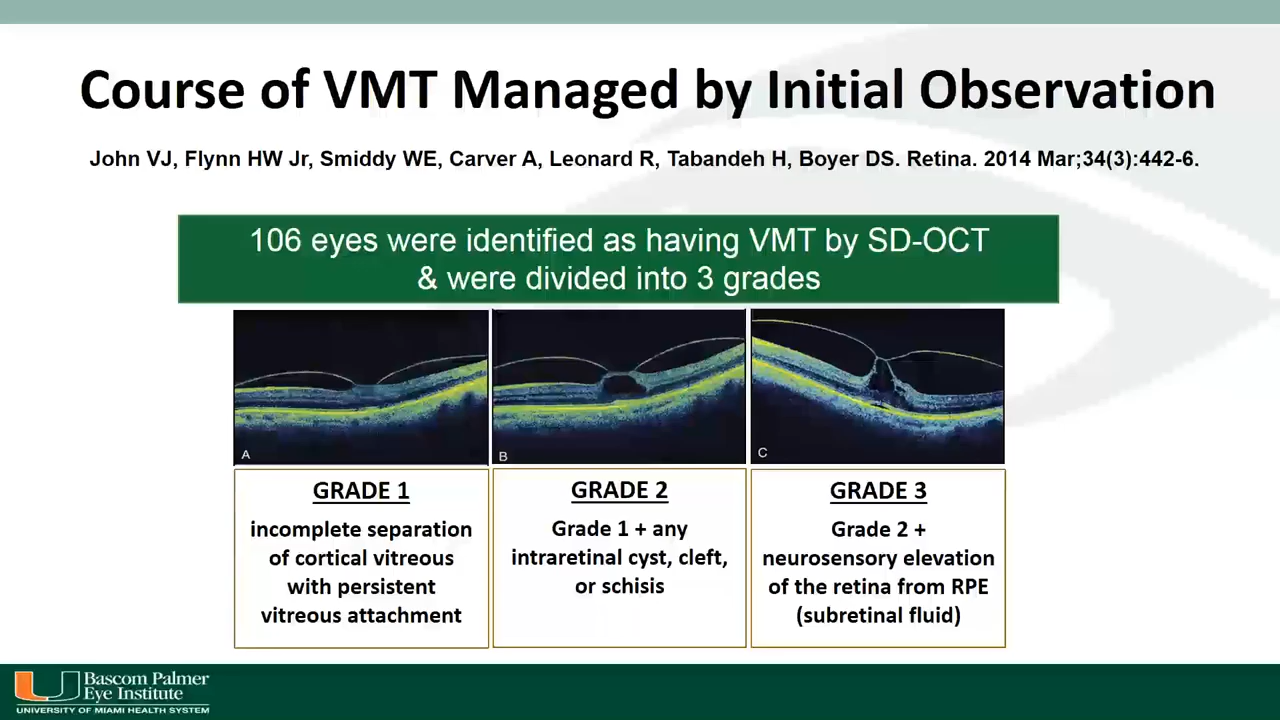 Course of VMT Managed by Initial Observation
John VJ, Flynn HW Jr, Smiddy WE, Carver A, Leonard R, Tabandeh H, Boyer DS. Retina. 2014 Mar;34(3):442-6.
106 eyes were identified as having VMT by SD-OCT
& were divided into 3 grades
A
B
C
GRADE 1
incomplete separation
of cortical vitreous
with persistent
vitreous attachment
GRADE 2
Grade 1 + any
intraretinal cyst, cleft,
or schisis
GRADE 3
Grade 2 +
neurosensory elevation
of the retina from RPE
(subretinal fluid)
Bascom Palmer
Eye Institute
UNIVERSITY OF MIAMI HEALTH SYSTEM